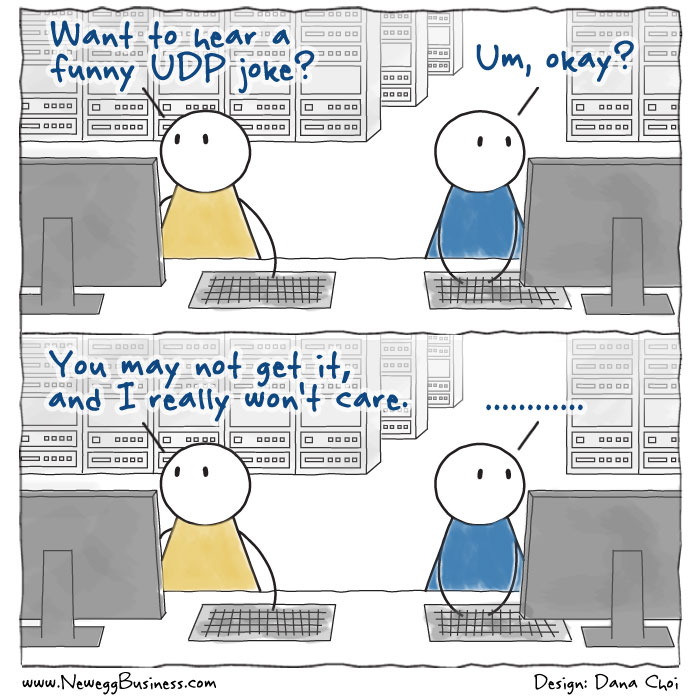 Want to hear a
funny UDP joke?
Um, okay?
You may not get it,
and I really won't care.
.............
www.NeweggBusiness.com
Design: Dana Choi